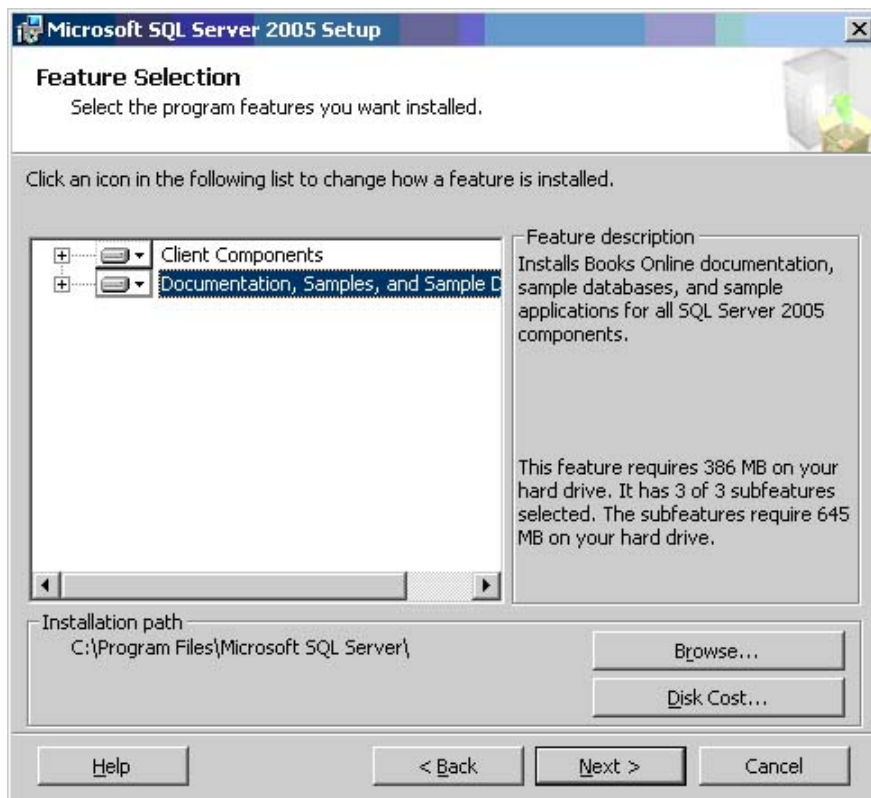 Microsoft SQL Server 2005 Setup
Feature Selection
Select the program features you want installed.
Click an icon in the following list to change how a feature is installed.
Client Components
Documentation, Samples, and Sample D
Feature description
Installs Books Online documentation,
sample databases, and sample
applications for all SQL Server 2005
components.
This feature requires 386 MB on your
hard drive. It has 3 of 3 subfeatures
selected. The subfeatures require 645
MB on your hard drive.
Installation path
C:\Program Files\Microsoft SQL Server\
Browse...
Disk Cost...
Help
< Back
Next >
Cancel